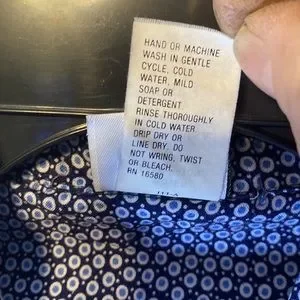 HAND OR MACHINE
WASH IN GENTLE
CYCLE, COLD
WATER, MILD
SOAP OR
DETERGENT
RINSE THOROUGHLY
IN COLD WATER
DRIP DRY OR
LINE DRY. DO
NOT WRING, TWIST
OR BLEACH.
RN 16580